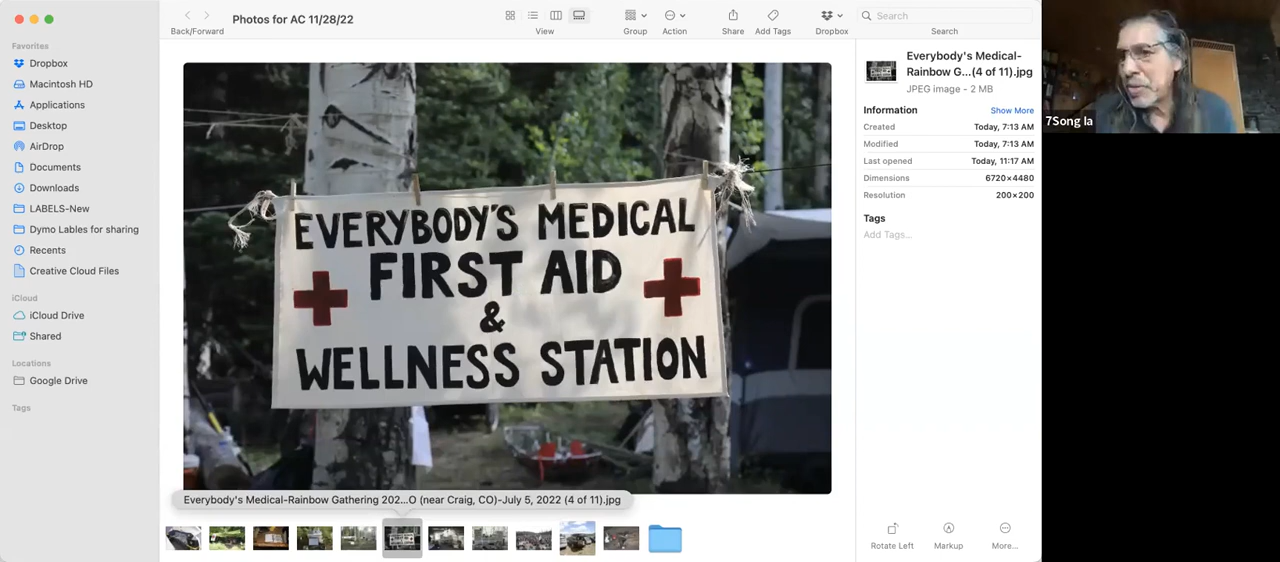 Photos for AC 11/28/22
Back/Forward
View
Group
Action
Share
Add Tags
Dropbox
Search
Search
Favorites
Dropbox
Macintosh HD
Applications
Desktop
AirDrop
Documents
Downloads
LABELS-New
Dymo Lables for sharing
Recents
Creative Cloud Files
iCloud
iCloud Drive
Shared
Locations
Google Drive
Tags
EVERYBODY'S MEDICAL
FIRST AID
&
WELLNESS STATION
Everybody's Medical-Rainbow Gathering 202...O (near Craig, CO)-July 5, 2022 (4 of 11).jpg
Everybody's Medical-
Rainbow G...(4 of 11).jpg
JPEG image - 2 MB
Information Show More
Created Today, 7:13 AM
Modified Today, 7:13 AM
Last opened Today, 11:17 AM
Dimensions 6720×4480
Resolution 200×200
Tags
Add Tags...
Rotate Left
Markup
More...
7Song la